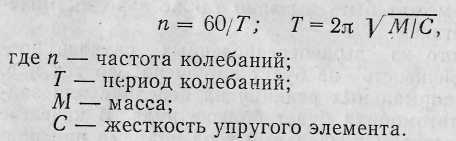 n = 60/T; T = 2π √M/C,
где n — частота колебаний;
T — период колебаний;
M — масса;
C — жесткость упругого элемента.